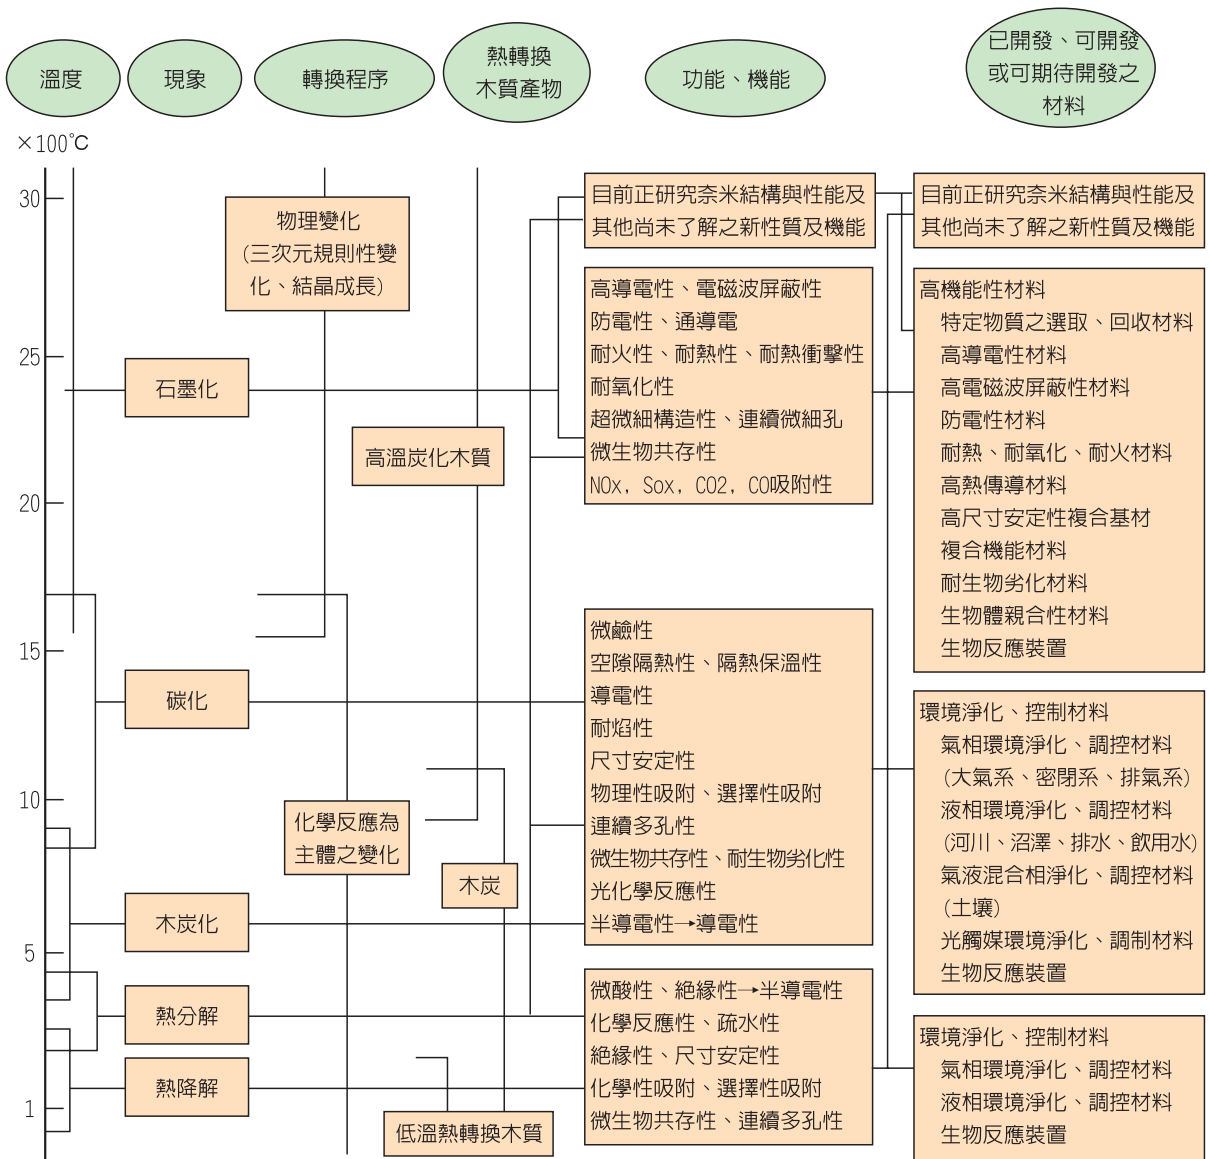 溫度
現象
轉換程序
熱轉換
木質產物
功能、機能
已開發、可開發
或可期待開發之
材料
×100℃
30
25
20
15
10
5
1
物理變化
(三次元規則性變
化、結晶成長)
石墨化
高溫炭化木質
碳化
化學反應為
主體之變化
木炭
木炭化
熱分解
熱降解
低溫熱轉換木質
目前正研究奈米結構與性能及
其他尚未了解之新性質及機能
高導電性、電磁波屏蔽性
防電性、通導電
耐火性、耐熱性、耐熱衝擊性
耐氧化性
超微細構造性、連續微細孔
微生物共存性
NOx, Sox, CO2, CO吸附性
微鹼性
空隙隔熱性、隔熱保溫性
導電性
耐焰性
尺寸安定性
物理性吸附、選擇性吸附
連續多孔性
微生物共存性、耐生物劣化性
光化學反應性
半導電性→導電性
微酸性、絕緣性→半導電性
化學反應性、疏水性
絕緣性、尺寸安定性
化學性吸附、選擇性吸附
微生物共存性、連續多孔性
目前正研究奈米結構與性能及
其他尚未了解之新性質及機能
高機能性材料
特定物質之選取、回收材料
高導電性材料
高電磁波屏蔽性材料
防電性材料
耐熱、耐氧化、耐火材料
高熱傳導材料
高尺寸安定性複合基材
複合機能材料
耐生物劣化材料
生物體親合性材料
生物反應裝置
環境淨化、控制材料
氣相環境淨化、調控材料
(大氣系、密閉系、排氣系)
液相環境淨化、調控材料
(河川、沼澤、排水、飲用水)
氣液混合相淨化、調控材料
(土壤)
光觸媒環境淨化、調制材料
生物反應裝置
環境淨化、控制材料
氣相環境淨化、調控材料
液相環境淨化、調控材料
生物反應裝置